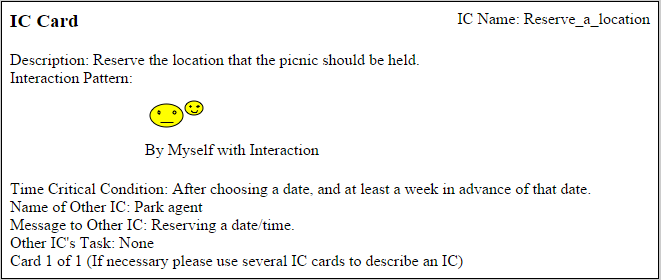 IC Card
IC Name: Reserve_a_location
Description: Reserve the location that the picnic should be held.
Interaction Pattern:
By Myself with Interaction
Time Critical Condition: After choosing a date, and at least a week in advance of that date.
Name of Other IC: Park agent
Message to Other IC: Reserving a date/time.
Other IC's Task: None
Card 1 of 1 (If necessary please use several IC cards to describe an IC)